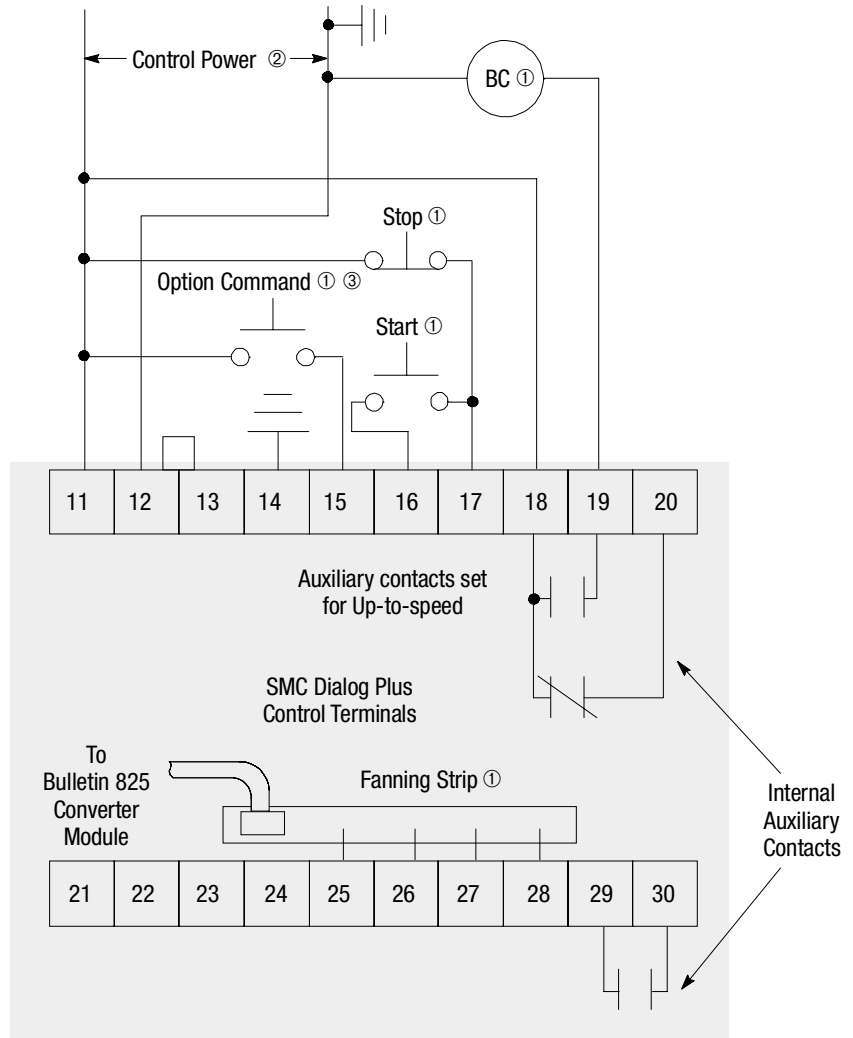 Control Power ②
BC ①
Stop ①
Option Command ① ③
Start ①
11 12 13 14 15 16 17 18 19 20
Auxiliary contacts set
for Up-to-speed
SMC Dialog Plus
Control Terminals
To
Bulletin 825
Converter
Module
Fanning Strip ①
Internal
Auxiliary
Contacts
21 22 23 24 25 26 27 28 29 30